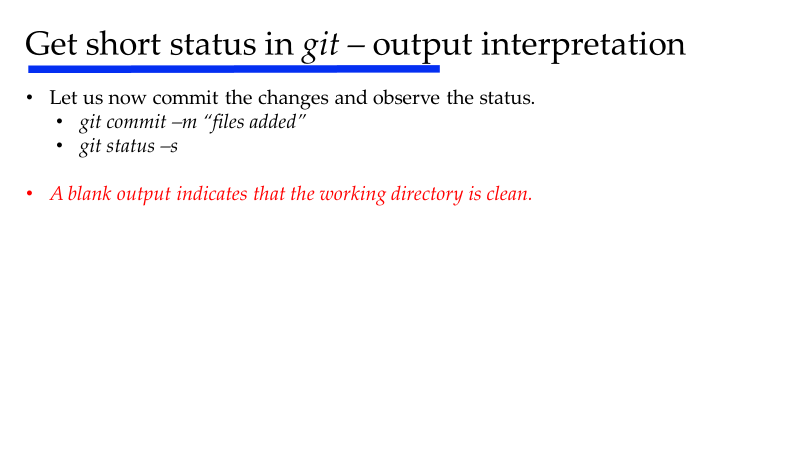 Get short status in git – output interpretation
• Let us now commit the changes and observe the status.
• git commit –m “files added”
• git status –s
• A blank output indicates that the working directory is clean.